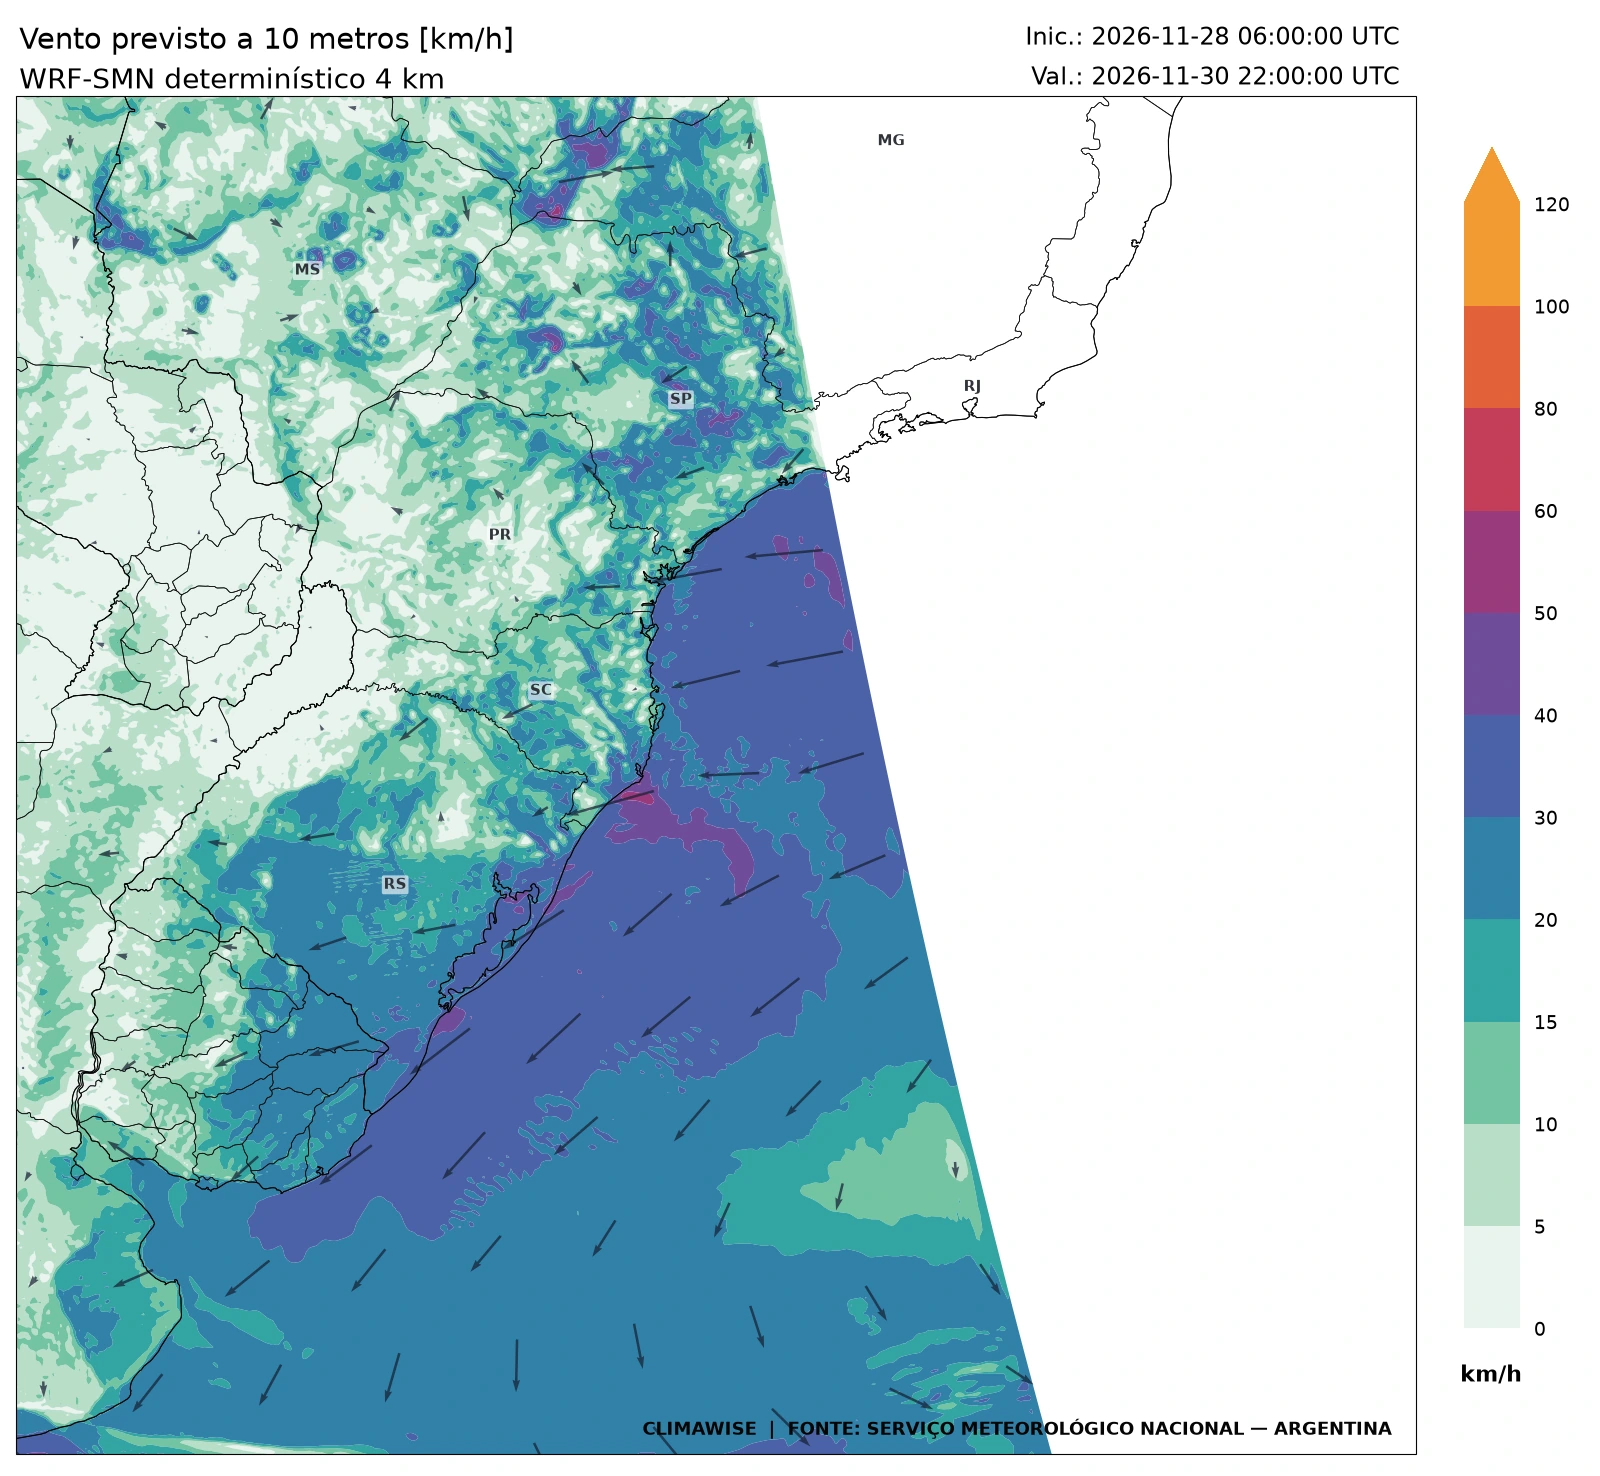 Vento previsto a 10 metros [km/h]
WRF-SMN determinístico 4 km
Inic.: 2026-11-28 06:00:00 UTC
Val.: 2026-11-30 22:00:00 UTC
MG
MS
RJ
SP
PR
SC
RS
120
100
80
60
50
40
30
20
15
10
5
0
km/h
CLIMAWISE | FONTE: SERVIÇO METEOROLÓGICO NACIONAL — ARGENTINA